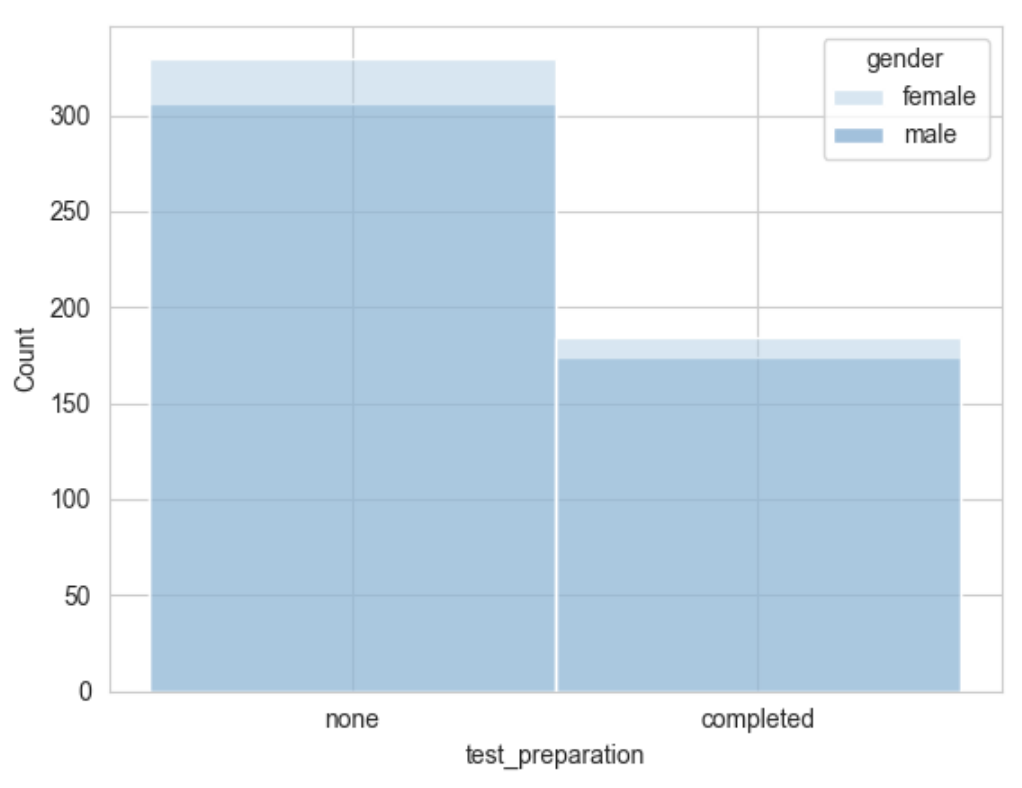 gender
female
male
300
250
200
150
100
50
0
Count
none
completed
test_preparation